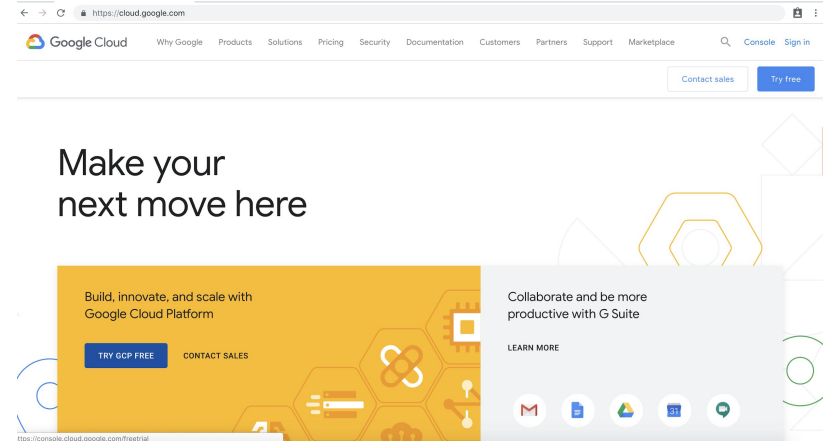 https://cloud.google.com
Google Cloud
Why Google Products Solutions Pricing Security Documentation Customers Partners Support Marketplace Console Sign in
Contact sales Try free
Make your
next move here
Build, innovate, and scale with
Google Cloud Platform
TRY GCP FREE CONTACT SALES
Collaborate and be more
productive with G Suite
LEARN MORE
31
ttps://console.cloud.google.com/freetrial